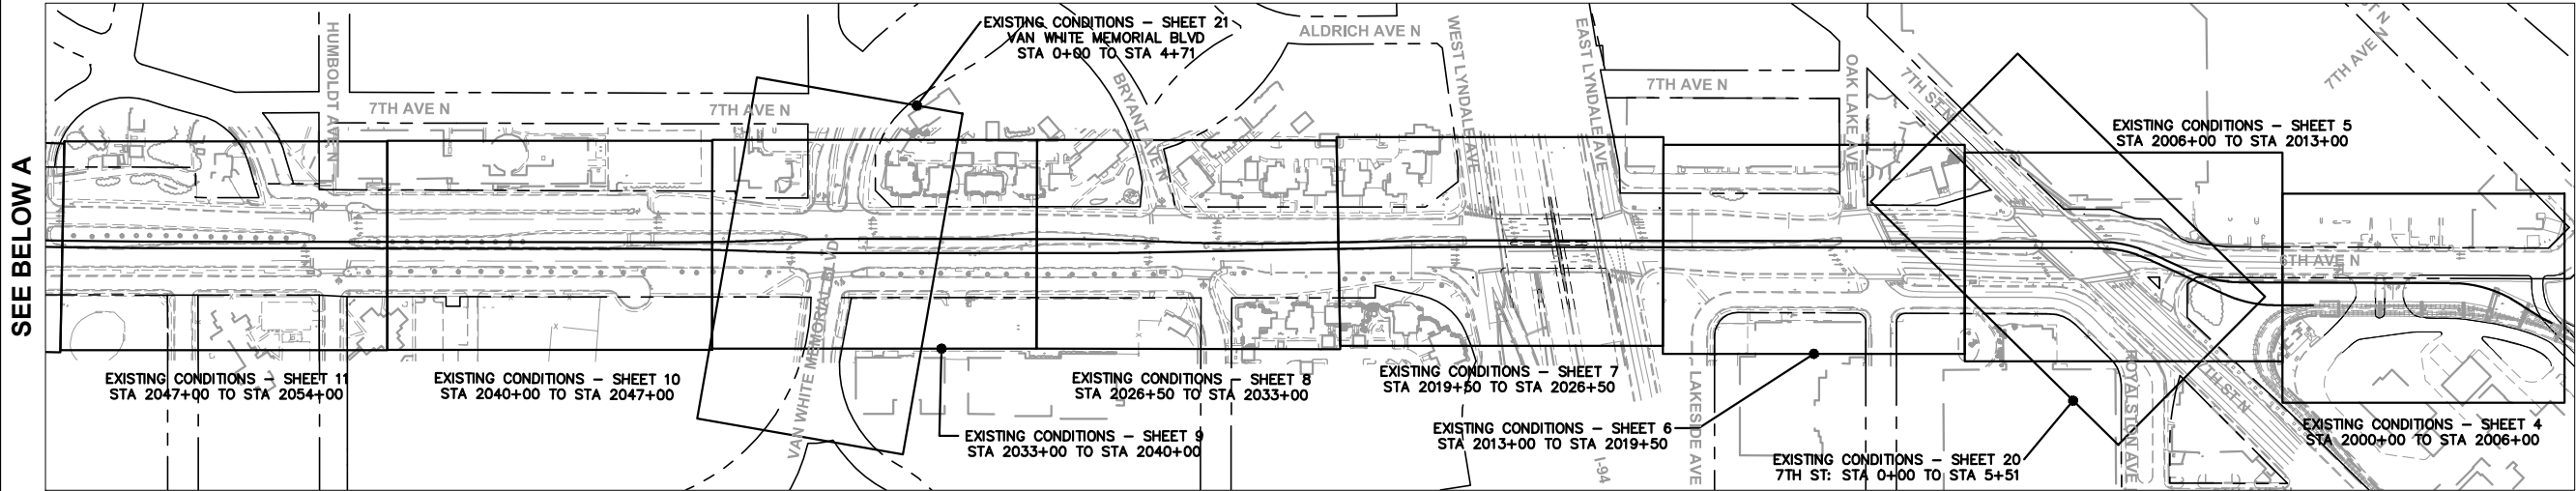 EXISTING CONDITIONS – SHEET 21
VAN WHITE MEMORIAL BLVD
STA 0+00 TO STA 4+71
ALDRICH AVE N
WEST LYNDALE AVE
EAST LYNDALE AVE
HUMBOLDT AVE N
7TH AVE N
7TH AVE N
BRYANT AVE N
7TH AVE N
OAK LAKE AVE
7TH ST N
7TH AVE N
ST N
EXISTING CONDITIONS – SHEET 5
STA 2006+00 TO STA 2013+00
SEE BELOW A
6TH AVE N
VAN WHITE MEMORIAL BLVD
EXISTING CONDITIONS – SHEET 11
STA 2047+00 TO STA 2054+00
EXISTING CONDITIONS – SHEET 10
STA 2040+00 TO STA 2047+00
EXISTING CONDITIONS – SHEET 8
STA 2026+50 TO STA 2033+00
EXISTING CONDITIONS – SHEET 7
STA 2019+50 TO STA 2026+50
EXISTING CONDITIONS – SHEET 9
STA 2033+00 TO STA 2040+00
EXISTING CONDITIONS – SHEET 6
STA 2013+00 TO STA 2019+50
LAKESIDE AVE
I-94
EXISTING CONDITIONS – SHEET 20
7TH ST: STA 0+00 TO STA 5+51
ROYALSTON AVE
7TH ST N
EXISTING CONDITIONS – SHEET 4
STA 2000+00 TO STA 2006+00